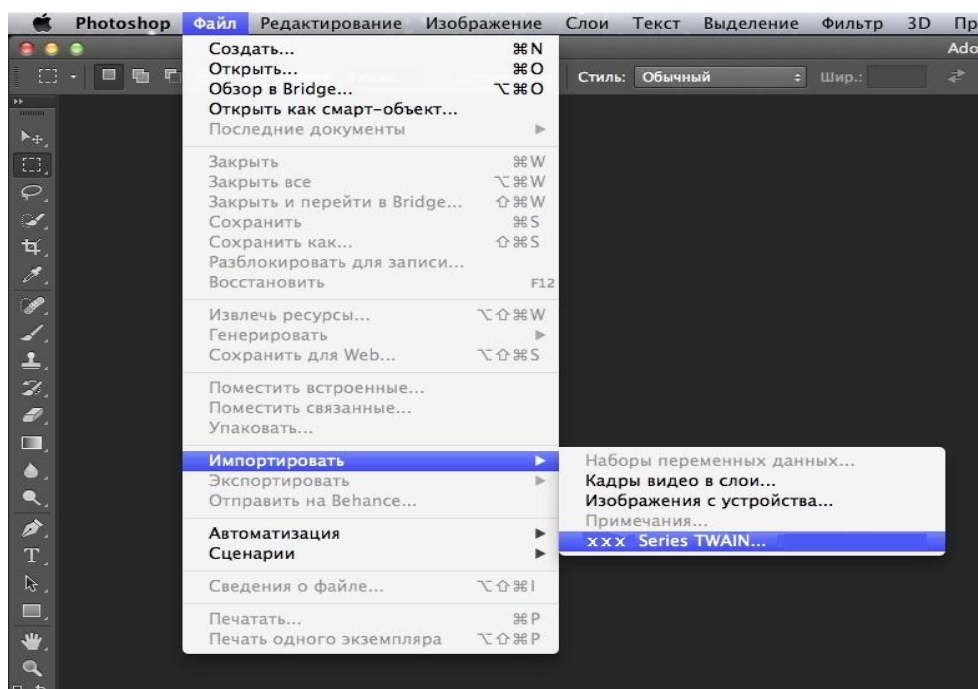 Photoshop Файл Редактирование Изображение Слои Текст Выделение Фильтр 3D Пр
Ado
Стиль: Обычный Шир.:
Создать... ⌘N
Открыть... ⌘O
Обзор в Bridge... ⌥⌘O
Открыть как смарт-объект...
Последние документы
Закрыть ⌘W
Закрыть все ⌥⌘W
Закрыть и перейти в Bridge... ⇧⌘W
Сохранить ⌘S
Сохранить как... ⇧⌘S
Разблокировать для записи...
Восстановить F12
Извлечь ресурсы... ⌥⇧⌘W
Генерировать
Сохранить для Web... ⌥⇧⌘S
Поместить встроенные...
Поместить связанные...
Упаковать...
Импортировать
Экспортировать
Отправить на Behance...
Автоматизация
Сценарии
Сведения о файле... ⌥⇧⌘I
Печатать... ⌘P
Печать одного экземпляра ⌥⇧⌘P
Наборы переменных данных...
Кадры видео в слои...
Изображения с устройства...
Примечания...
xxx Series TWAIN...